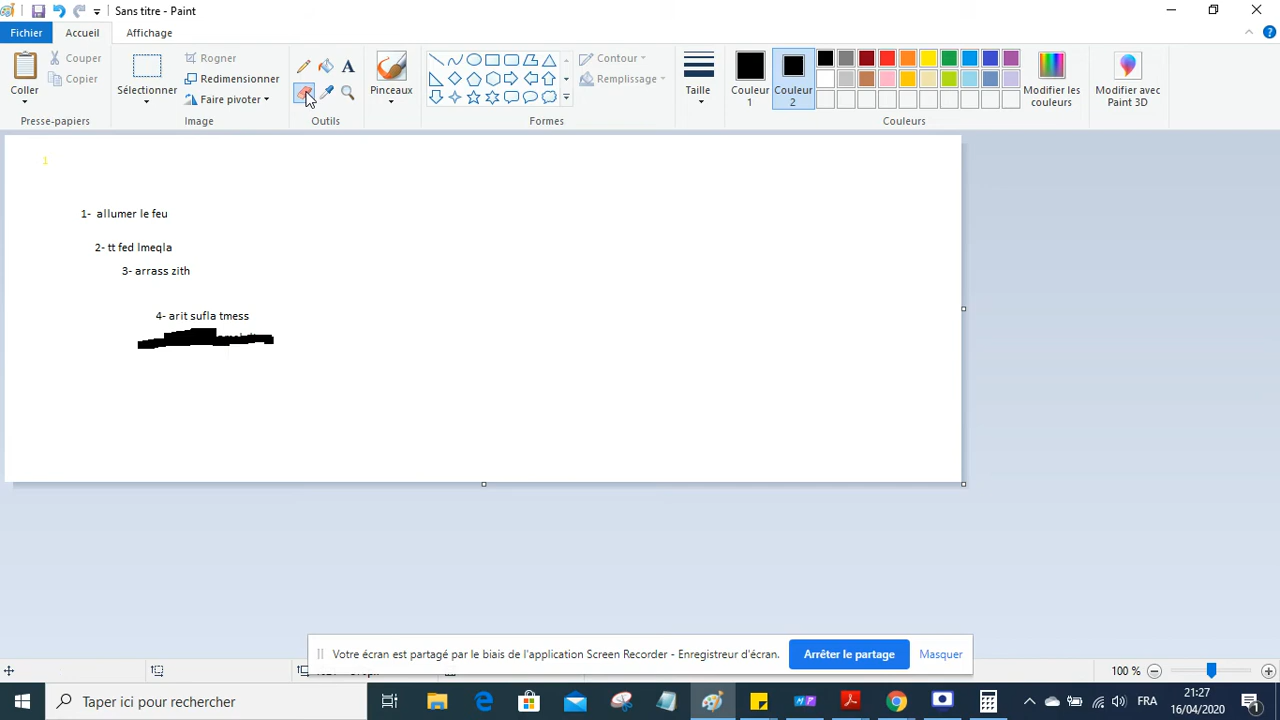 Sans titre - Paint
Fichier Accueil Affichage
Coller
Couper
Copier
Presse-papiers
Sélectionner
Rogner
Redimensionner
Faire pivoter
Image
A
Outils
Pinceaux
Contour
Remplissage
Formes
Taille
Couleur 1
Couleur 2
Modifier les couleurs
Couleurs
Modifier avec Paint 3D
1
1- allumer le feu
2- tt fed lmeqla
3- arrass zith
4- arit sufla tmess
Votre écran est partagé par le biais de l'application Screen Recorder - Enregistreur d'écran. Arrêter le partage Masquer
100 %
Taper ici pour rechercher
FRA
21:27
16/04/2020
1